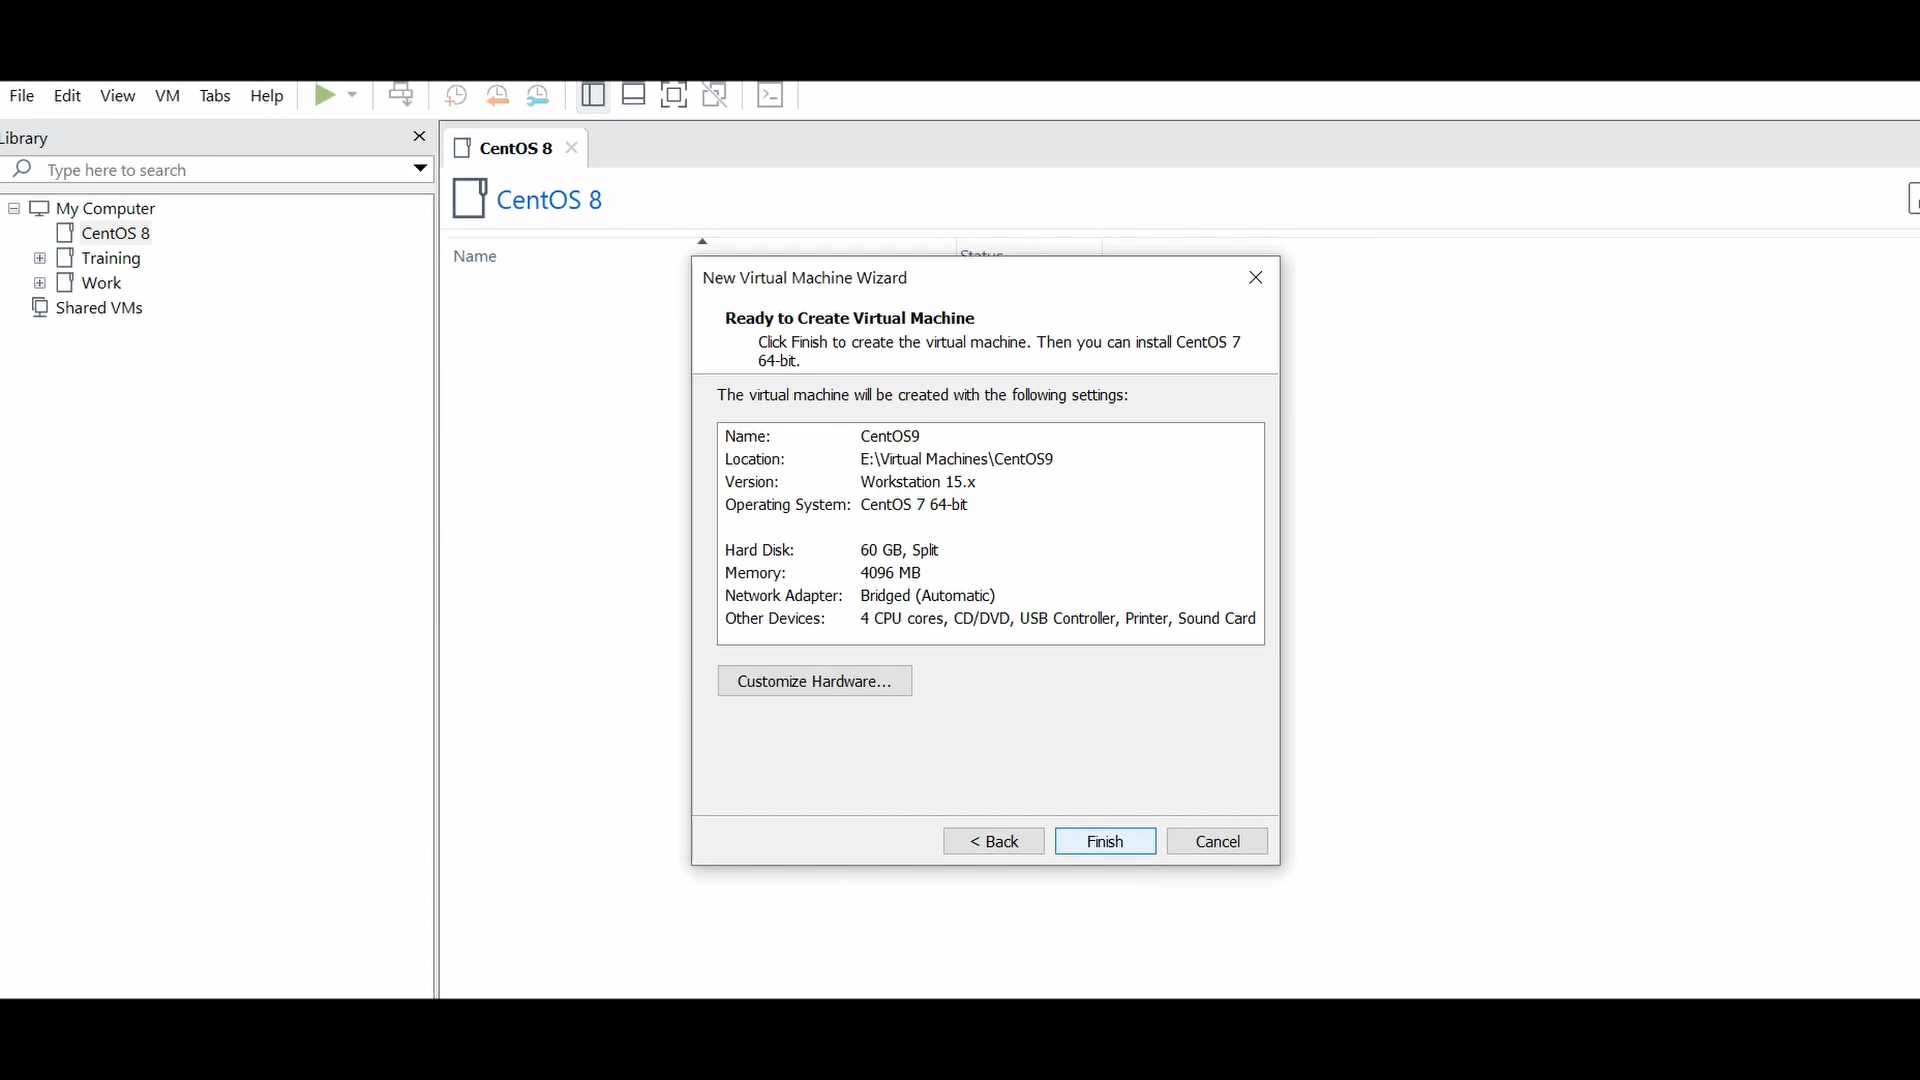 File Edit View VM Tabs Help
Library
Type here to search
My Computer
CentOS 8
Training
Work
Shared VMs
CentOS 8
CentOS 8
Name Status
New Virtual Machine Wizard
Ready to Create Virtual Machine
Click Finish to create the virtual machine. Then you can install CentOS 7
64-bit.
The virtual machine will be created with the following settings:
Name: CentOS9
Location: E:\Virtual Machines\CentOS9
Version: Workstation 15.x
Operating System: CentOS 7 64-bit
Hard Disk: 60 GB, Split
Memory: 4096 MB
Network Adapter: Bridged (Automatic)
Other Devices: 4 CPU cores, CD/DVD, USB Controller, Printer, Sound Card
Customize Hardware...
< Back Finish Cancel